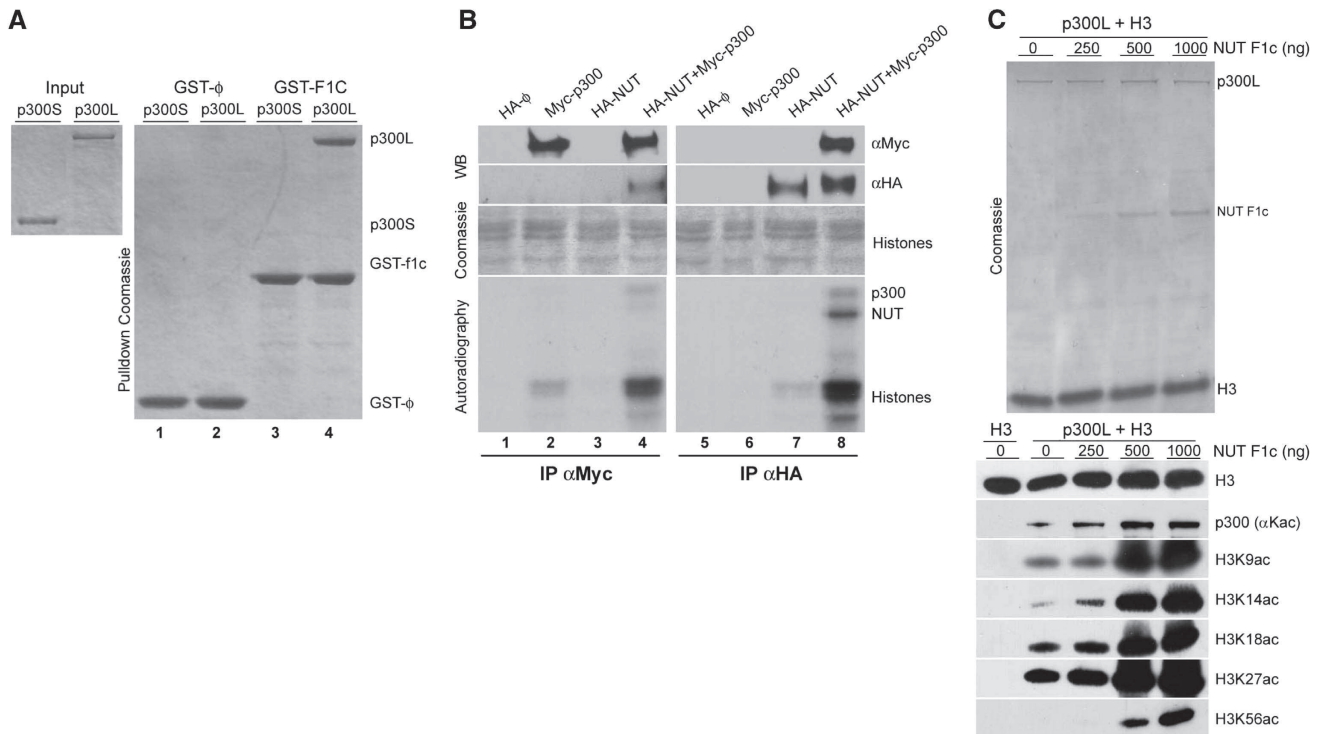 A
Input
p300S p300L
GST-ϕ GST-F1C
p300S p300L p300S p300L
Pulldown Coomassie
p300L
p300S
GST-f1c
GST-ϕ
1 2 3 4
B
HA-ϕ Myc-p300 HA-NUT HA-NUT+Myc-p300 HA-ϕ Myc-p300 HA-NUT HA-NUT+Myc-p300
WB
αMyc
αHA
Coomassie
Histones
Autoradiography
p300
NUT
Histones
1 2 3 4 5 6 7 8
IP αMyc IP αHA
C
p300L + H3
0 250 500 1000 NUT F1c (ng)
Coomassie
p300L
NUT F1c
H3
H3 p300L + H3
0 0 250 500 1000 NUT F1c (ng)
H3
p300 (αKac)
H3K9ac
H3K14ac
H3K18ac
H3K27ac
H3K56ac